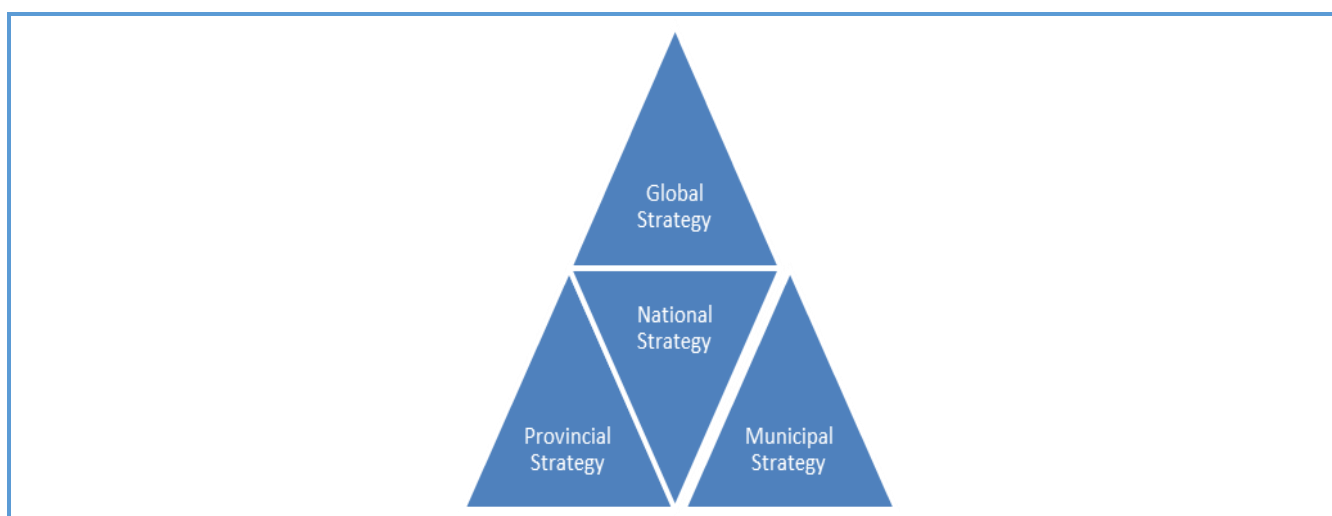 Global
Strategy
National
Strategy
Provincial
Strategy
Municipal
Strategy